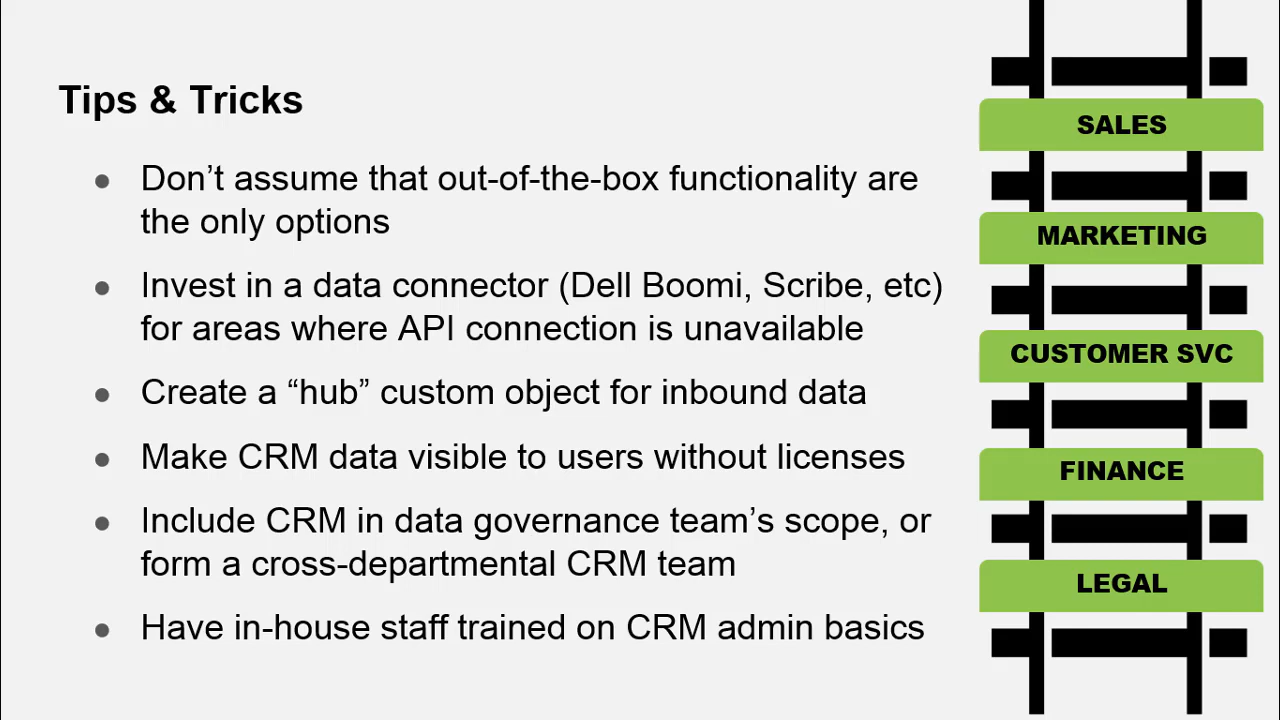 Tips & Tricks
● Don’t assume that out-of-the-box functionality are
the only options
● Invest in a data connector (Dell Boomi, Scribe, etc)
for areas where API connection is unavailable
● Create a “hub” custom object for inbound data
● Make CRM data visible to users without licenses
● Include CRM in data governance team’s scope, or
form a cross-departmental CRM team
● Have in-house staff trained on CRM admin basics
SALES
MARKETING
CUSTOMER SVC
FINANCE
LEGAL